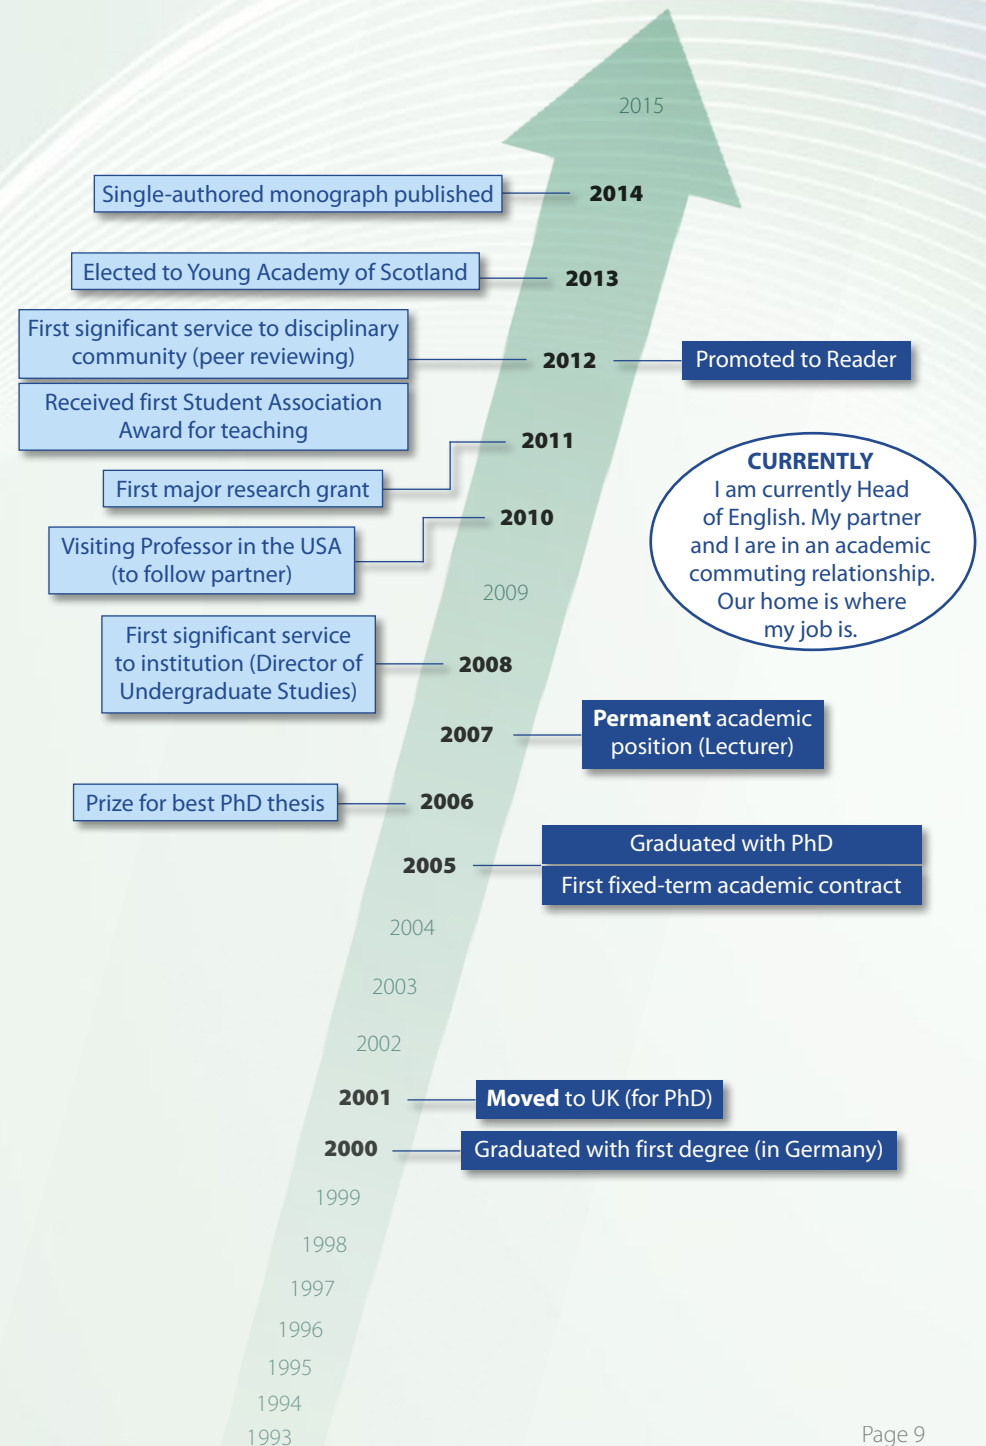 2015
Single-authored monograph published
2014
Elected to Young Academy of Scotland
2013
First significant service to disciplinary
community (peer reviewing)
2012
Promoted to Reader
Received first Student Association
Award for teaching
2011
First major research grant
CURRENTLY
I am currently Head
of English. My partner
and I are in an academic
commuting relationship.
Our home is where
my job is.
2010
Visiting Professor in the USA
(to follow partner)
2009
First significant service
to institution (Director of
Undergraduate Studies)
2008
2007
Permanent academic
position (Lecturer)
Prize for best PhD thesis
2006
2005
Graduated with PhD
First fixed-term academic contract
2004
2003
2002
2001
Moved to UK (for PhD)
2000
Graduated with first degree (in Germany)
1999
1998
1997
1996
1995
1994
1993
Page 9